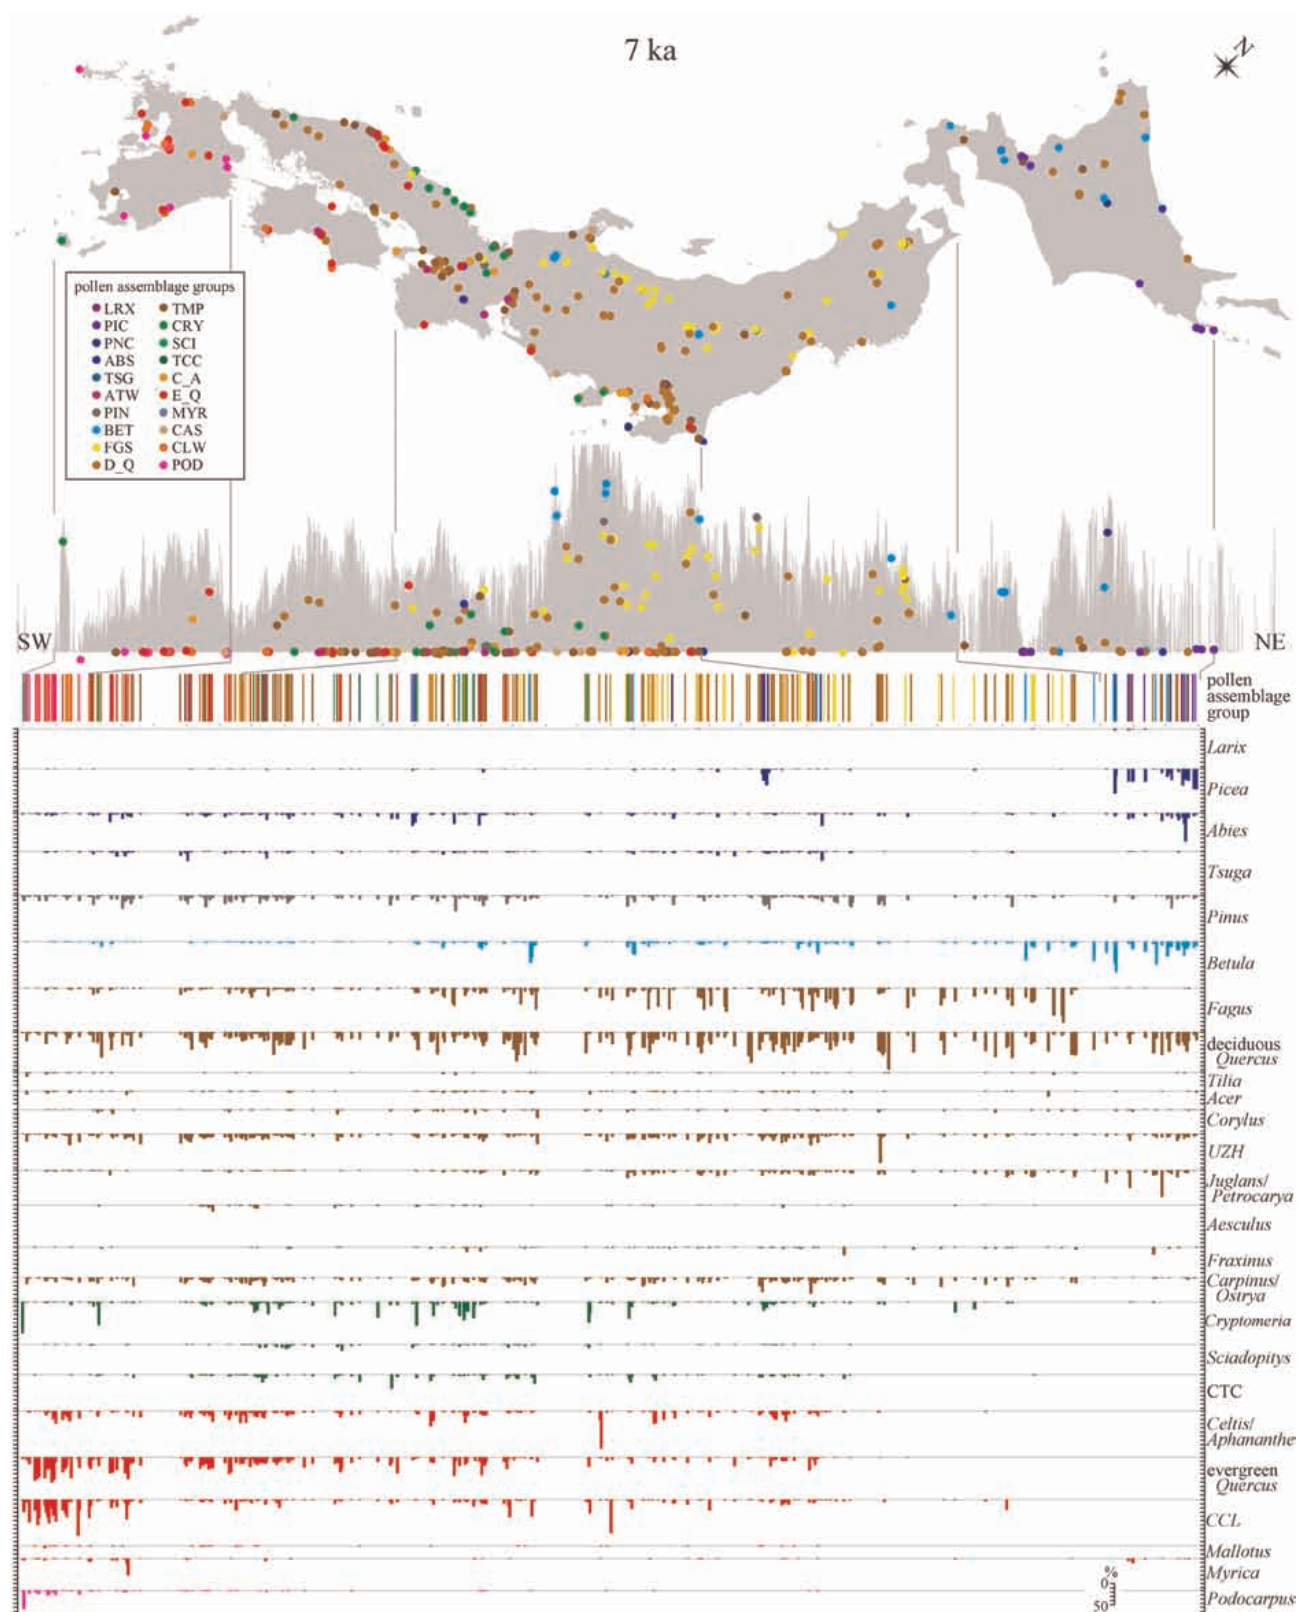 7 ka
N
pollen assemblage groups
LRX TMP
PIC CRY
PNC SCI
ABS TCC
TSG C_A
ATW E_Q
PIN MYR
BET CAS
FGS CLW
D_Q POD
SW NE
pollen
assemblage
group
Larix
Picea
Abies
Tsuga
Pinus
Betula
Fagus
deciduous
Quercus
Tilia
Acer
Corylus
UZH
Juglans/
Petrocarya
Aesculus
Fraxinus
Carpinus/
Ostrya
Cryptomeria
Sciadopitys
CTC
Celtis/
Aphananthe
evergreen
Quercus
CCL
Mallotus
Myrica
%
0
50
Podocarpus